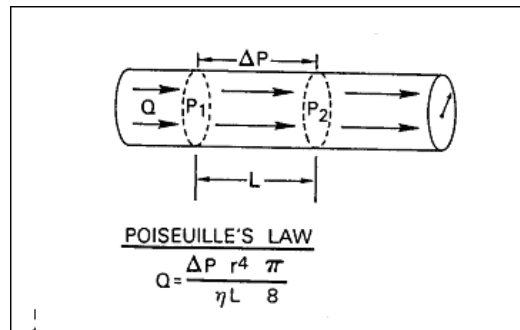 ΔP
Q P1 P2
L
POISEUILLE'S LAW
Q = ΔP r⁴ π
ηL 8